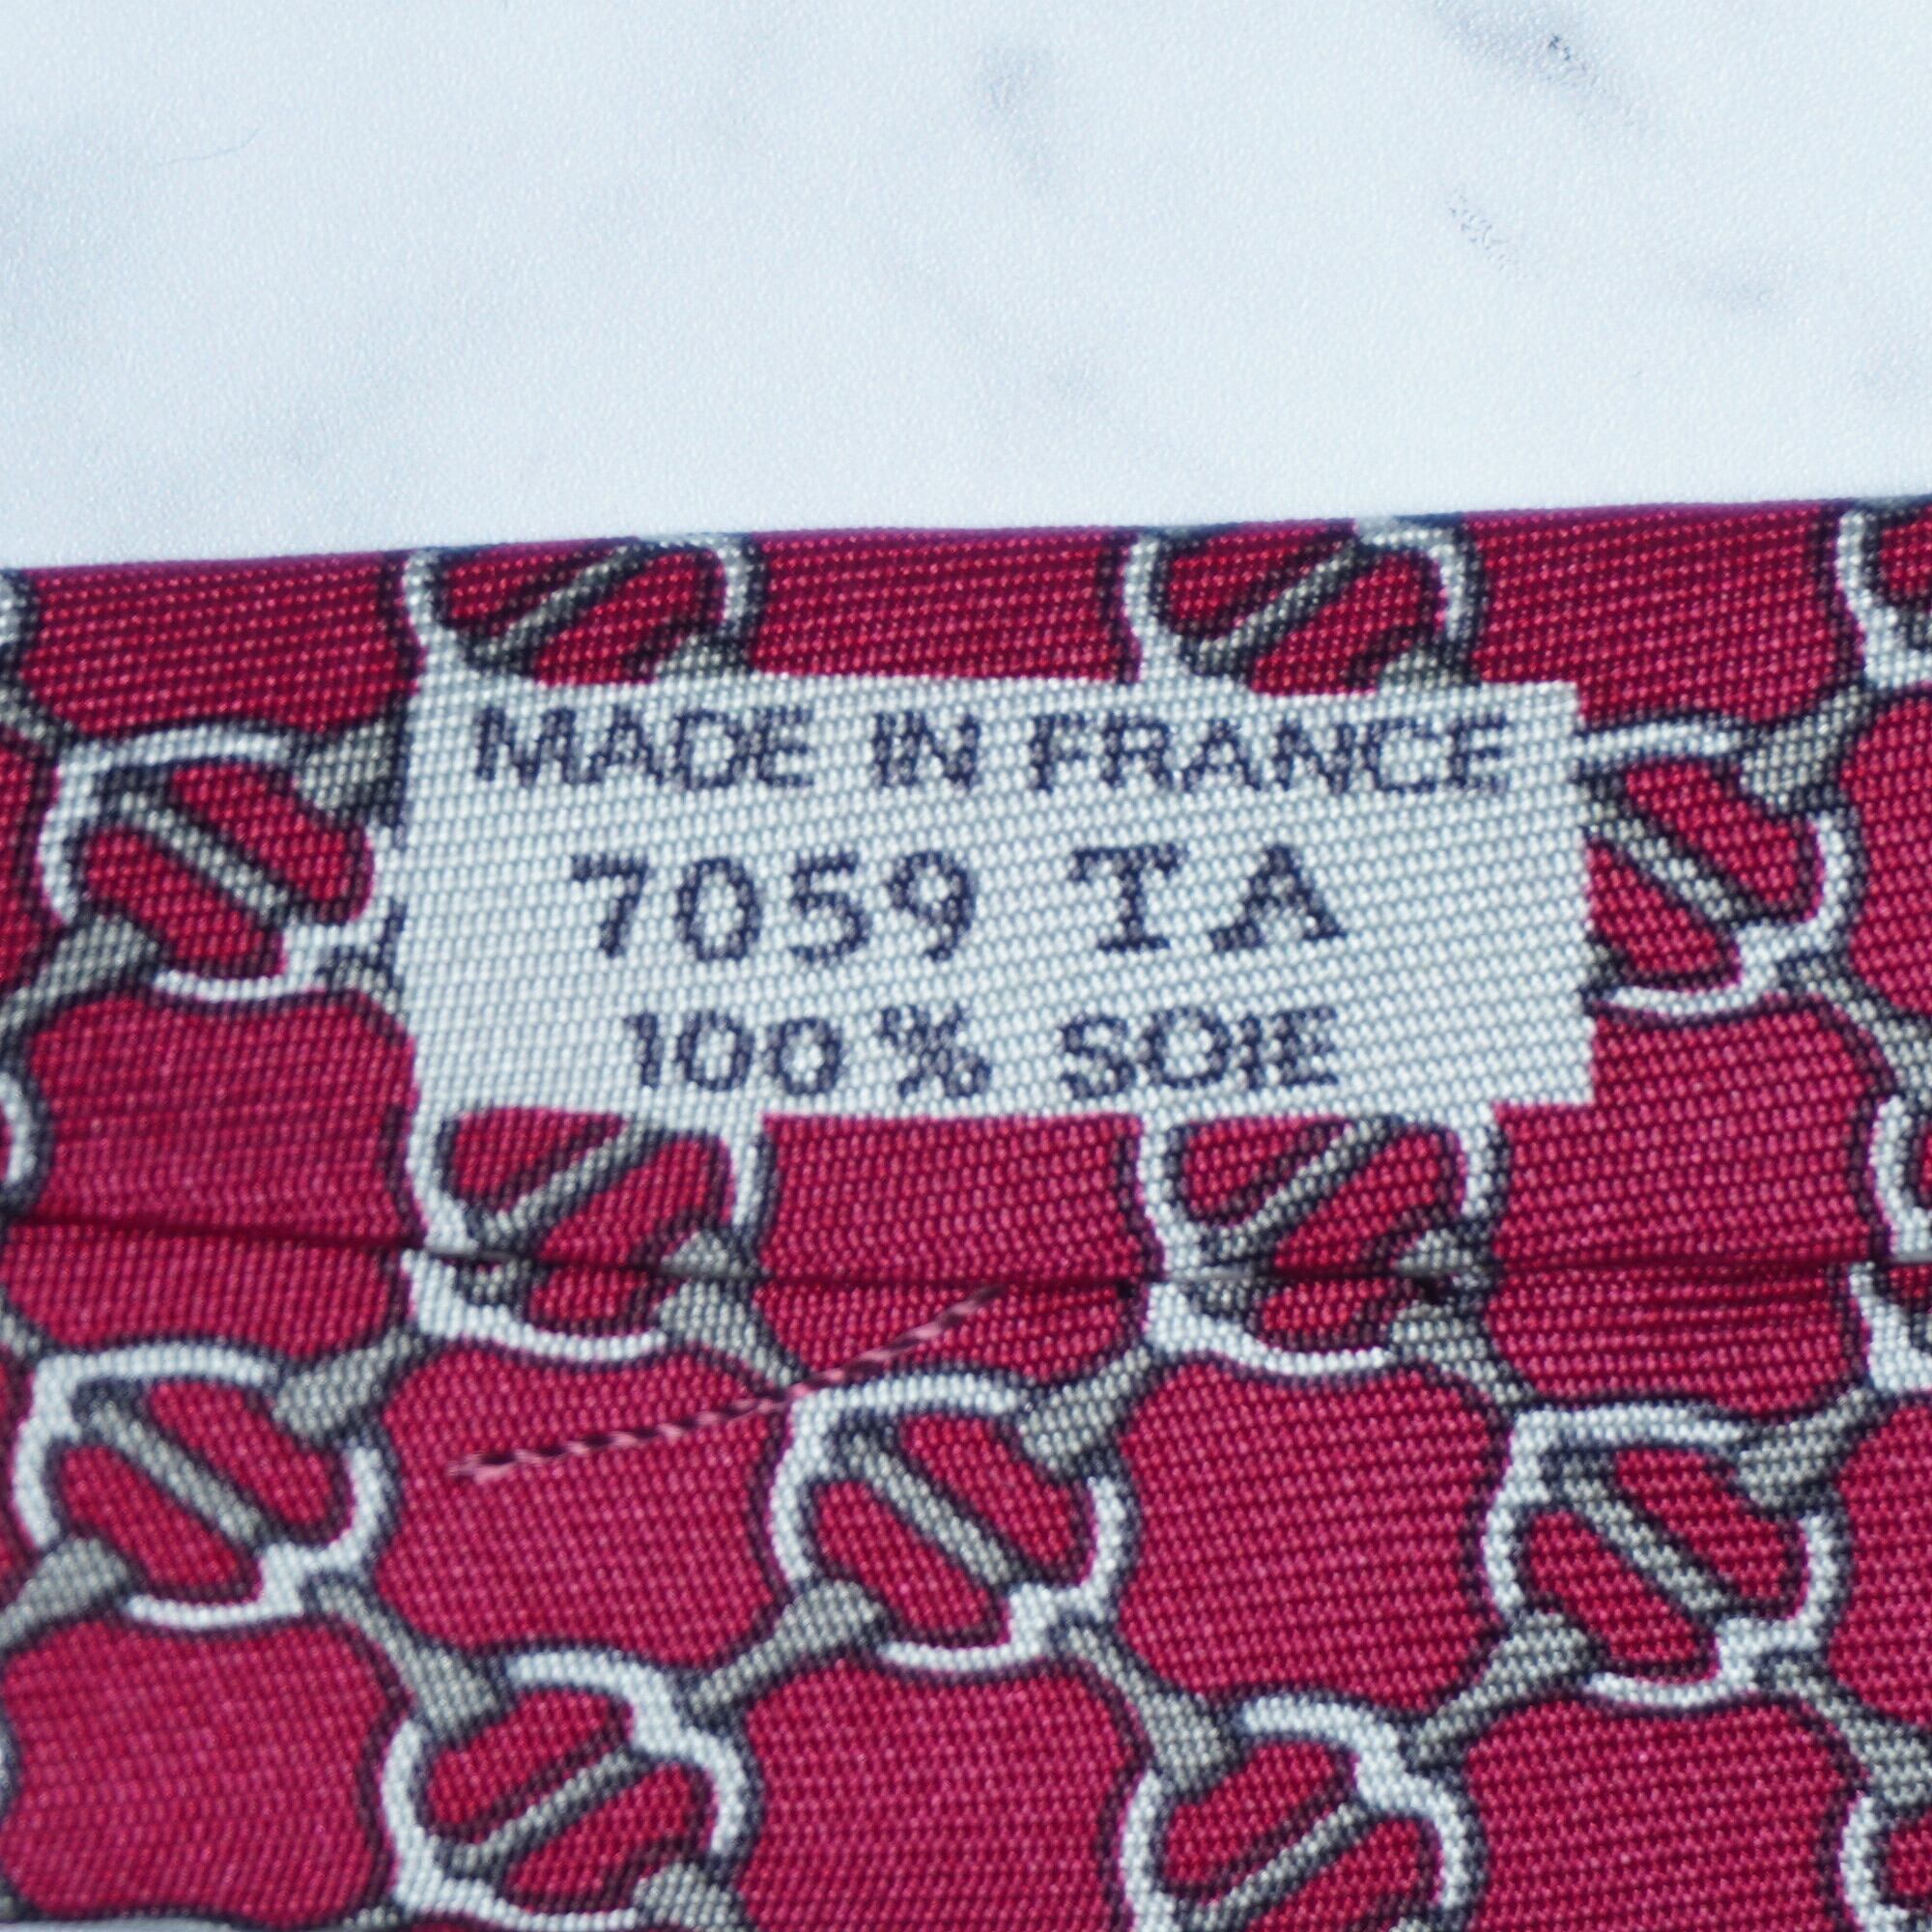 MADE IN FRANCE
7059 TA
100% SOIE